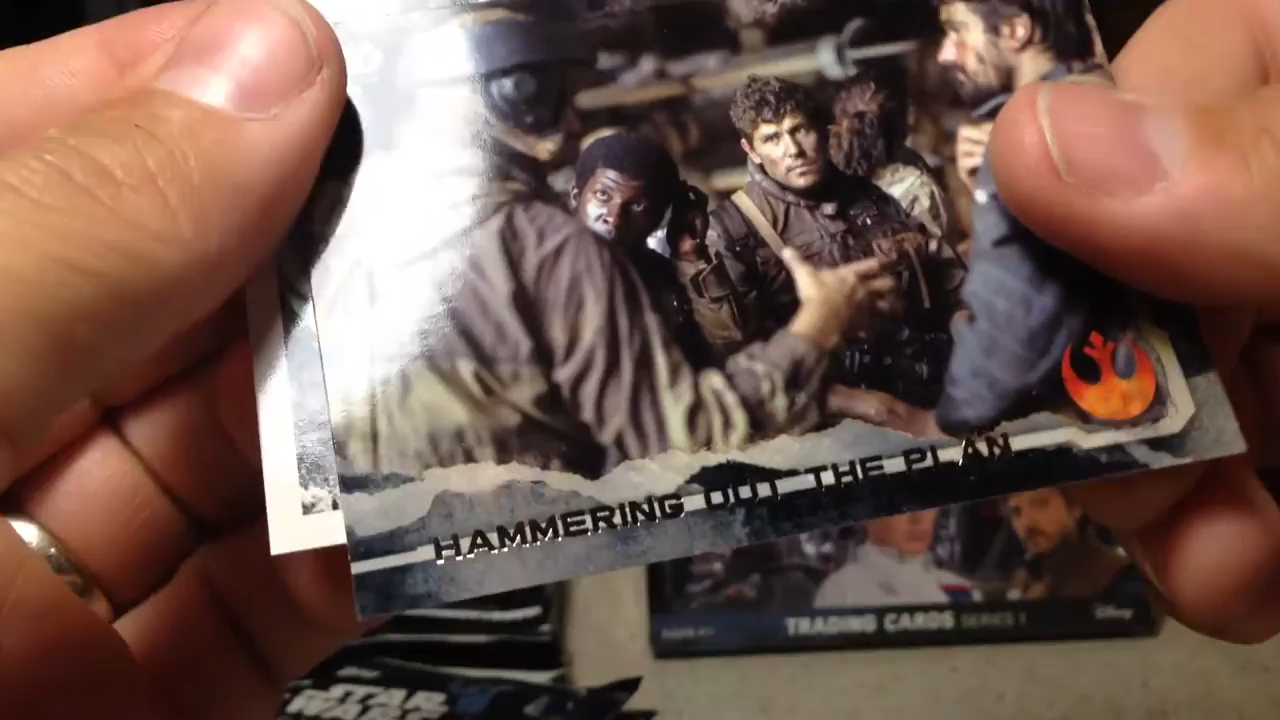 HAMMERING OUT THE PLAN
TRADING CARDS SERIES 1
Disney
STAR
WARS